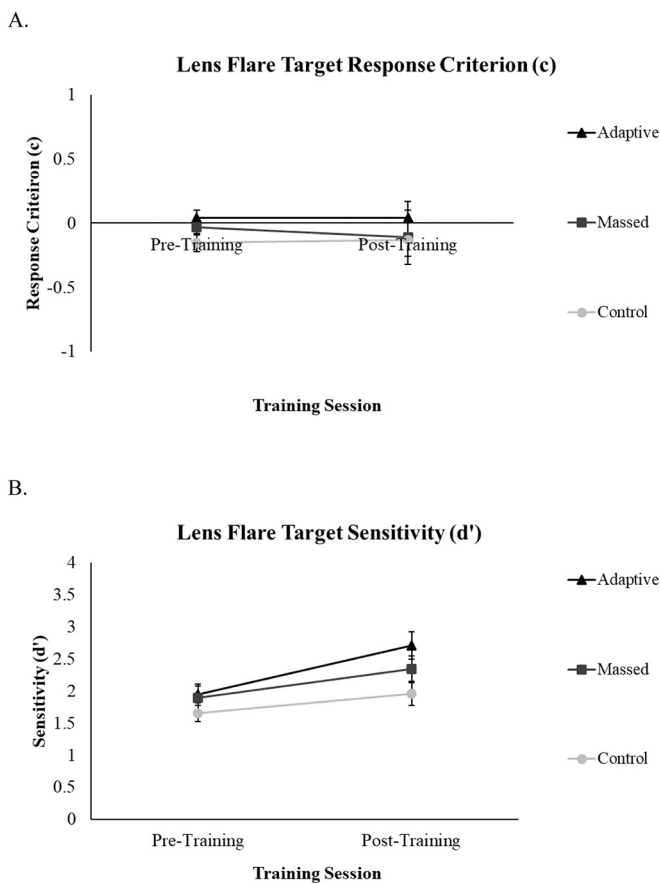 A.
Lens Flare Target Response Criterion (c)
1
0.5
0
-0.5
-1
Response Criteiron (c)
Pre-Training
Post-Training
Training Session
Adaptive
Massed
Control
B.
Lens Flare Target Sensitivity (d')
4
3.5
3
2.5
2
1.5
1
0.5
0
Sensitivity (d')
Pre-Training
Post-Training
Training Session
Adaptive
Massed
Control